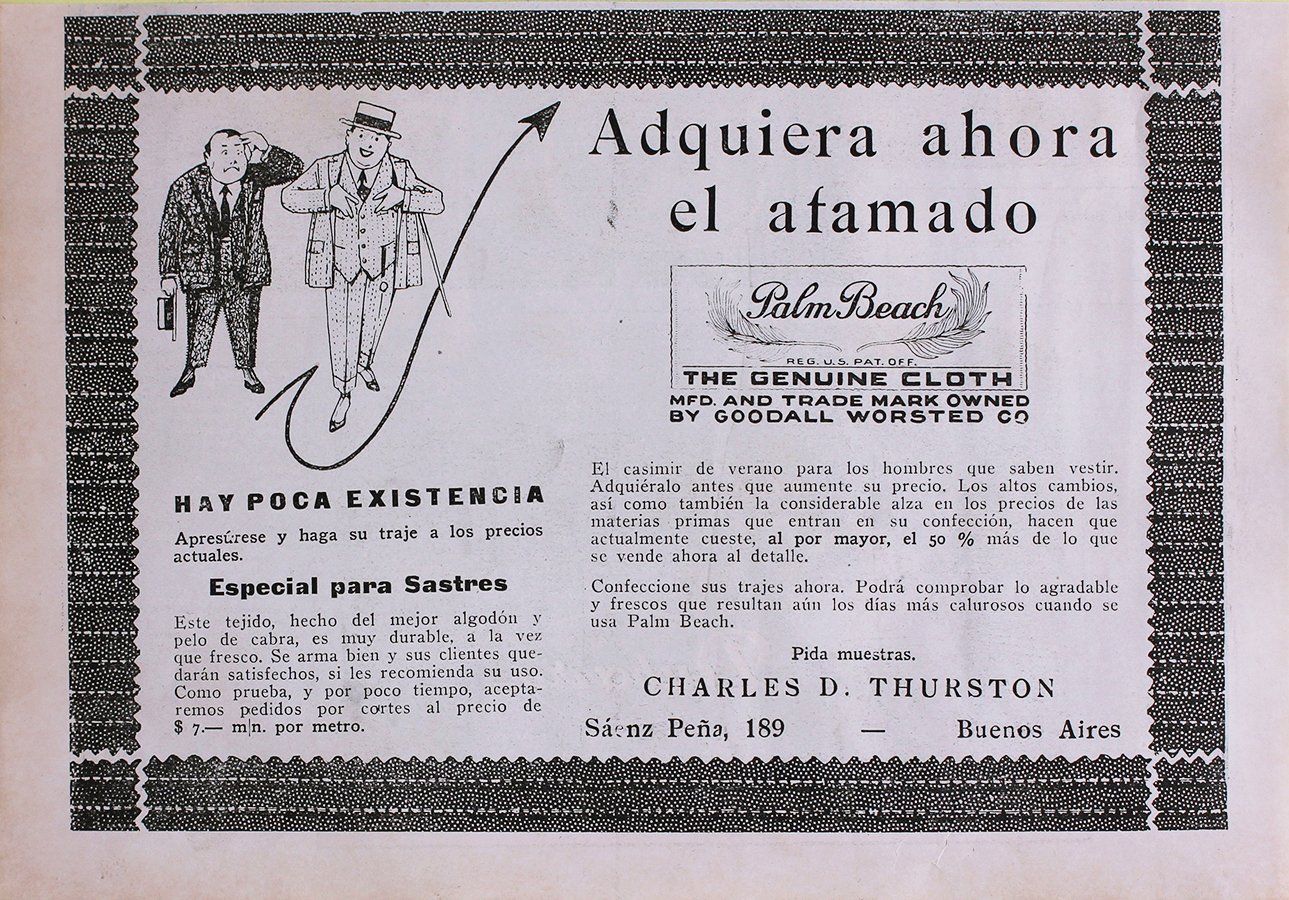 Adquiera ahora
el afamado
Palm Beach
REG. U.S. PAT. OFF.
THE GENUINE CLOTH
MFD. AND TRADE MARK OWNED
BY GOODALL WORSTED CO
El casimir de verano para los hombres que saben vestir.
Adquiéralo antes que aumente su precio. Los altos cambios,
así como también la considerable alza en los precios de las
materias primas que entran en su confección, hacen que
actualmente cueste, al por mayor, el 50 % más de lo que
se vende ahora al detalle.
Confeccione sus trajes ahora. Podrá comprobar lo agradable
y frescos que resultan aún los días más calurosos cuando se
usa Palm Beach.
Pida muestras.
CHARLES D. THURSTON
Sáenz Peña, 189 — Buenos Aires
HAY POCA EXISTENCIA
Apresúrese y haga su traje a los precios
actuales.
Especial para Sastres
Este tejido, hecho del mejor algodón y
pelo de cabra, es muy durable, a la vez
que fresco. Se arma bien y sus clientes que-
darán satisfechos, si les recomienda su uso.
Como prueba, y por poco tiempo, acepta-
remos pedidos por cortes al precio de
$ 7.— m|n. por metro.